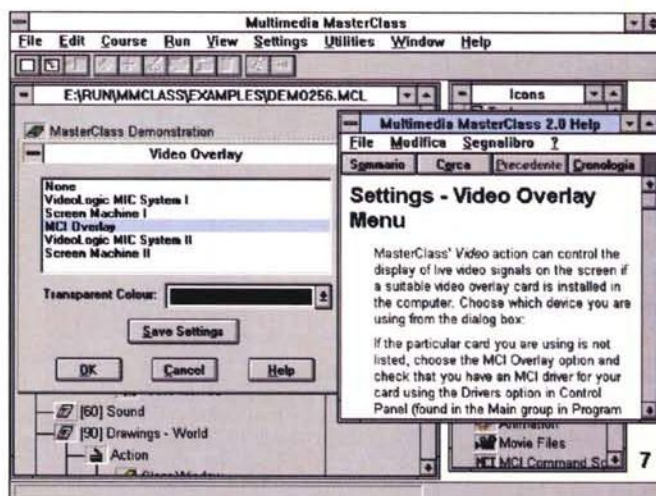 Multimedia MasterClass
File Edit Course Run View Settings Utilities Window Help
E:\RUN\MMCLASS\EXAMPLES\DEMO256.MCL
MasterClass Demonstration
Video Overlay
None
VideoLogic MIC System I
Screen Machine I
MCI Overlay
VideoLogic MIC System II
Screen Machine II
Transparent Colour:
Save Settings
OK Cancel Help
[60] Sound
[90] Drawings - World
Action
Icons
Multimedia MasterClass 2.0 Help
File Modifica Segnalibro ?
Sommario Cerca Precedente Cronologia
Settings - Video Overlay
Menu
MasterClass' Video action can control the
display of live video signals on the screen if
a suitable video overlay card is installed in
the computer. Choose which device you are
using from the dialog box:
If the particular card you are using is not
listed, choose the MCI Overlay option and
check that you have an MCI driver for your
card using the Drivers option in Control
Panel (found in the Main group in Program
Animation
Movie Files
MCI MCI Command
7